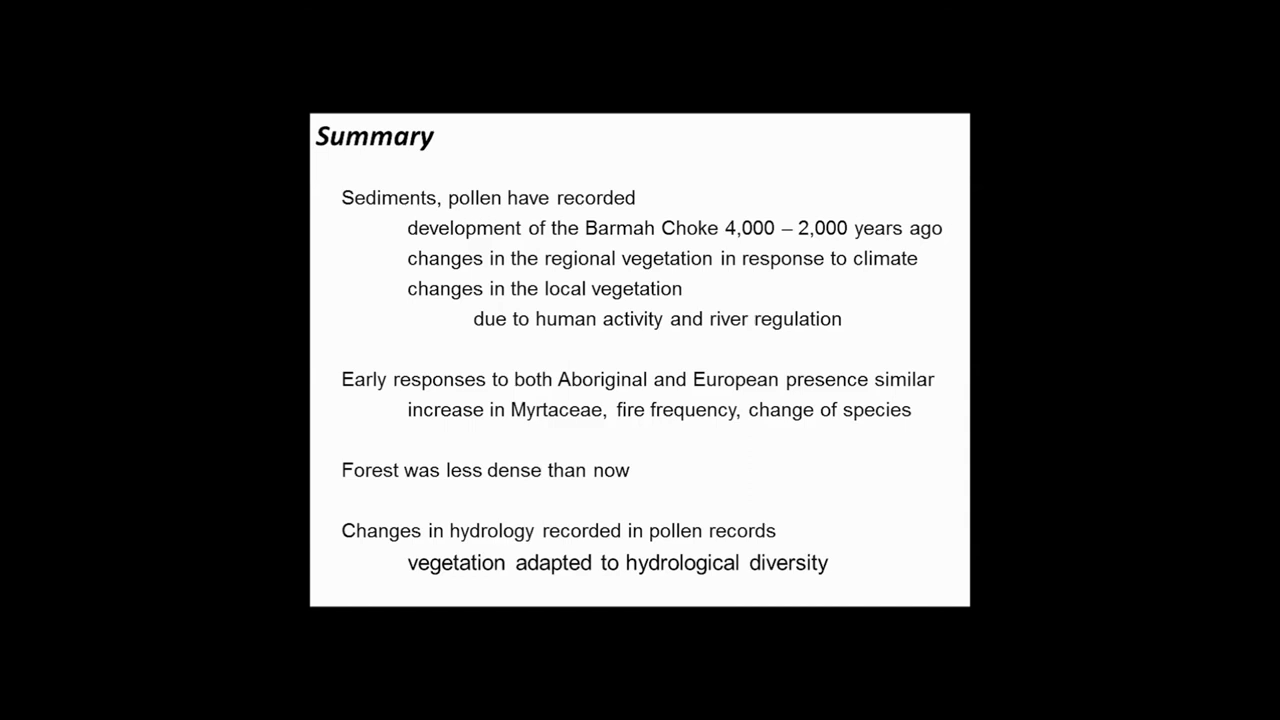 Summary
Sediments, pollen have recorded
development of the Barmah Choke 4,000 – 2,000 years ago
changes in the regional vegetation in response to climate
changes in the local vegetation
due to human activity and river regulation
Early responses to both Aboriginal and European presence similar
increase in Myrtaceae, fire frequency, change of species
Forest was less dense than now
Changes in hydrology recorded in pollen records
vegetation adapted to hydrological diversity